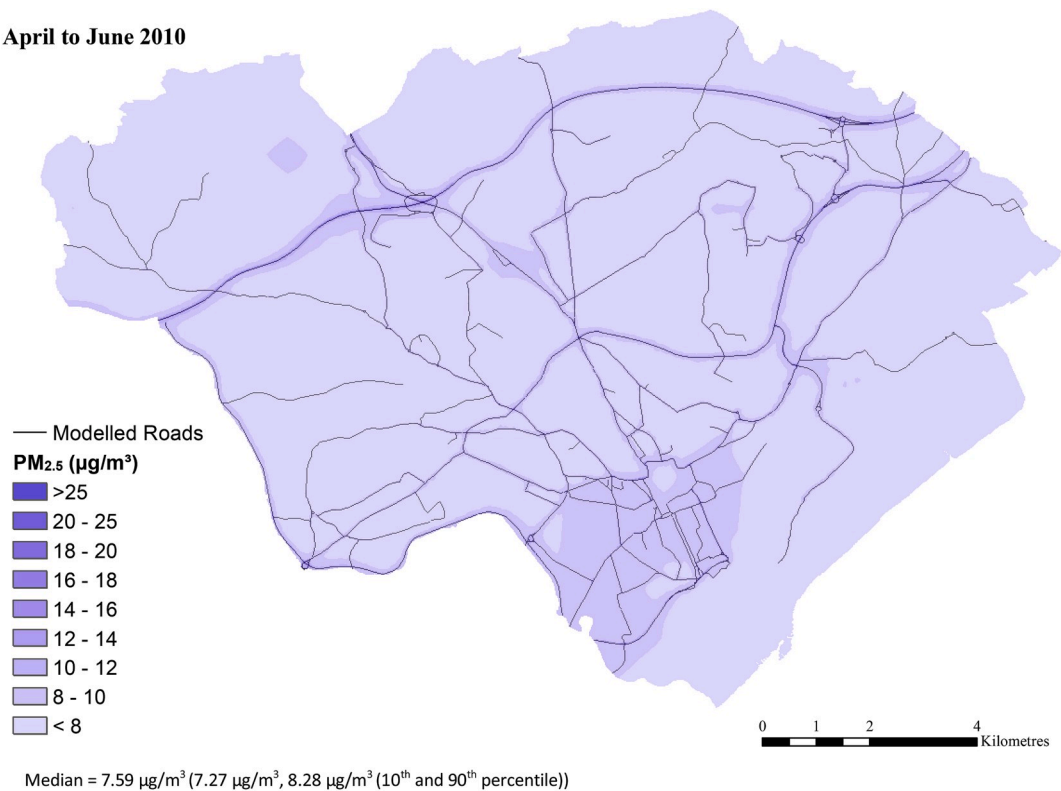 April to June 2010
Modelled Roads
PM₂.₅ (µg/m³)
>25
20 - 25
18 - 20
16 - 18
14 - 16
12 - 14
10 - 12
8 - 10
< 8
0 1 2 4
Kilometres
Median = 7.59 µg/m³ (7.27 µg/m³, 8.28 µg/m³ (10th and 90th percentile))